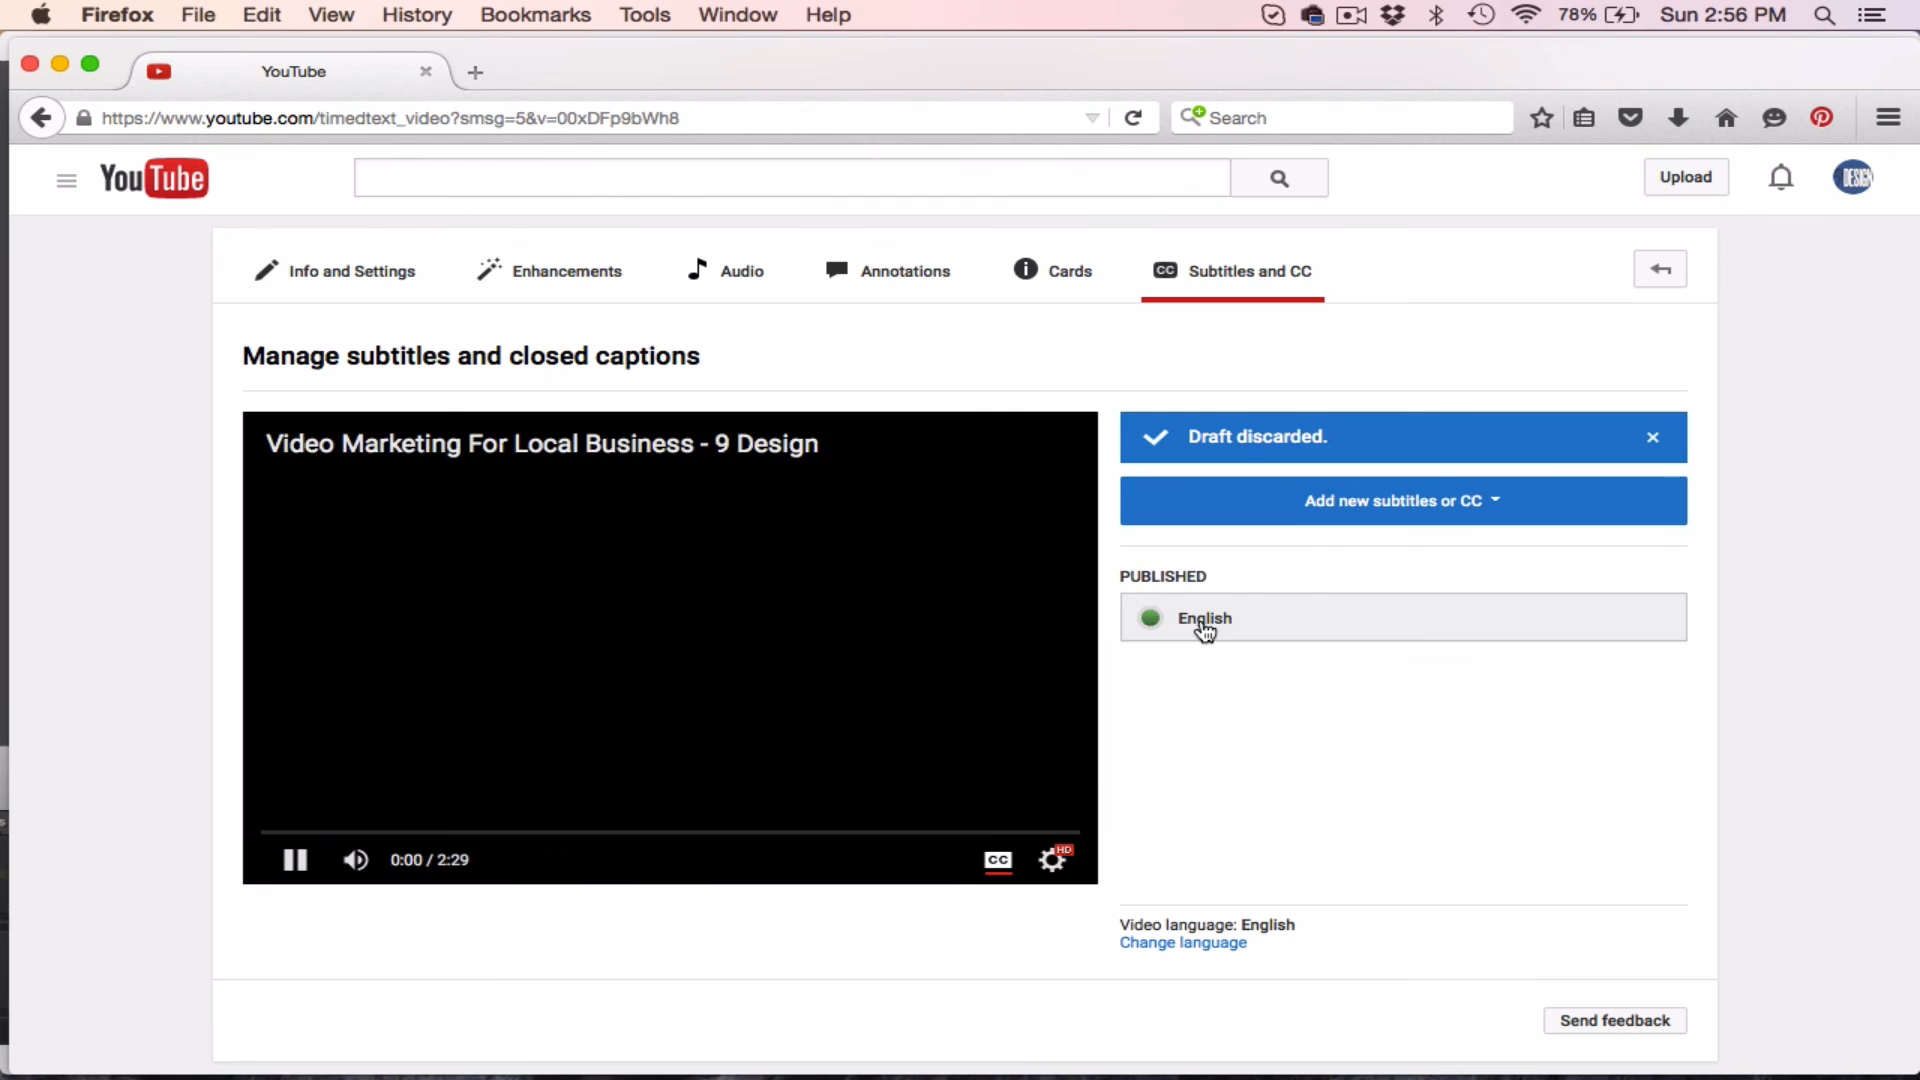 Firefox File Edit View History Bookmarks Tools Window Help 78% Sun 2:56 PM
YouTube
https://www.youtube.com/timedtext_video?smsg=5&v=00xDFp9bWh8 Search
YouTube Upload DESIGN
Info and Settings Enhancements Audio Annotations Cards CC Subtitles and CC
Manage subtitles and closed captions
Video Marketing For Local Business - 9 Design
Draft discarded.
Add new subtitles or CC
PUBLISHED
English
0:00 / 2:29 CC HD
Video language: English
Change language
Send feedback